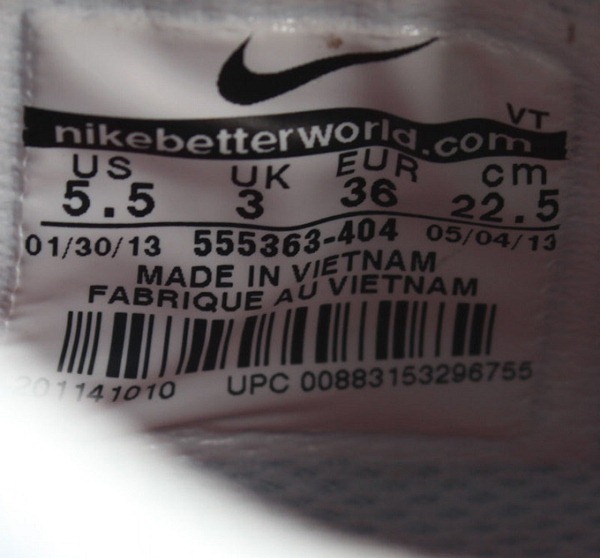 VT
nikebetterworld.com
US UK EUR cm
5.5 3 36 22.5
01/30/13 555363-404 05/04/13
MADE IN VIETNAM
FABRIQUE AU VIETNAM
201141010 UPC 00883153296755